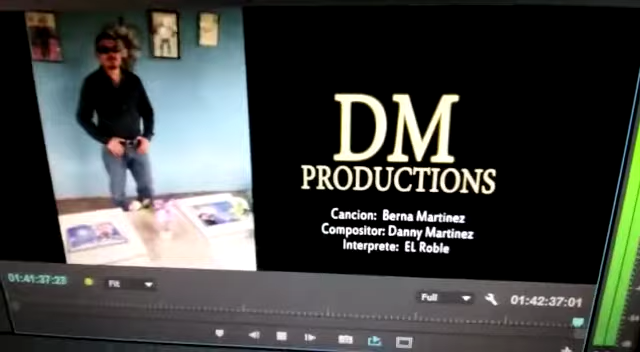 DM
PRODUCTIONS
Cancion: Berna Martinez
Compositor: Danny Martinez
Interprete: EL Roble
01:41:37:23
Fit
Full
01:42:37:01